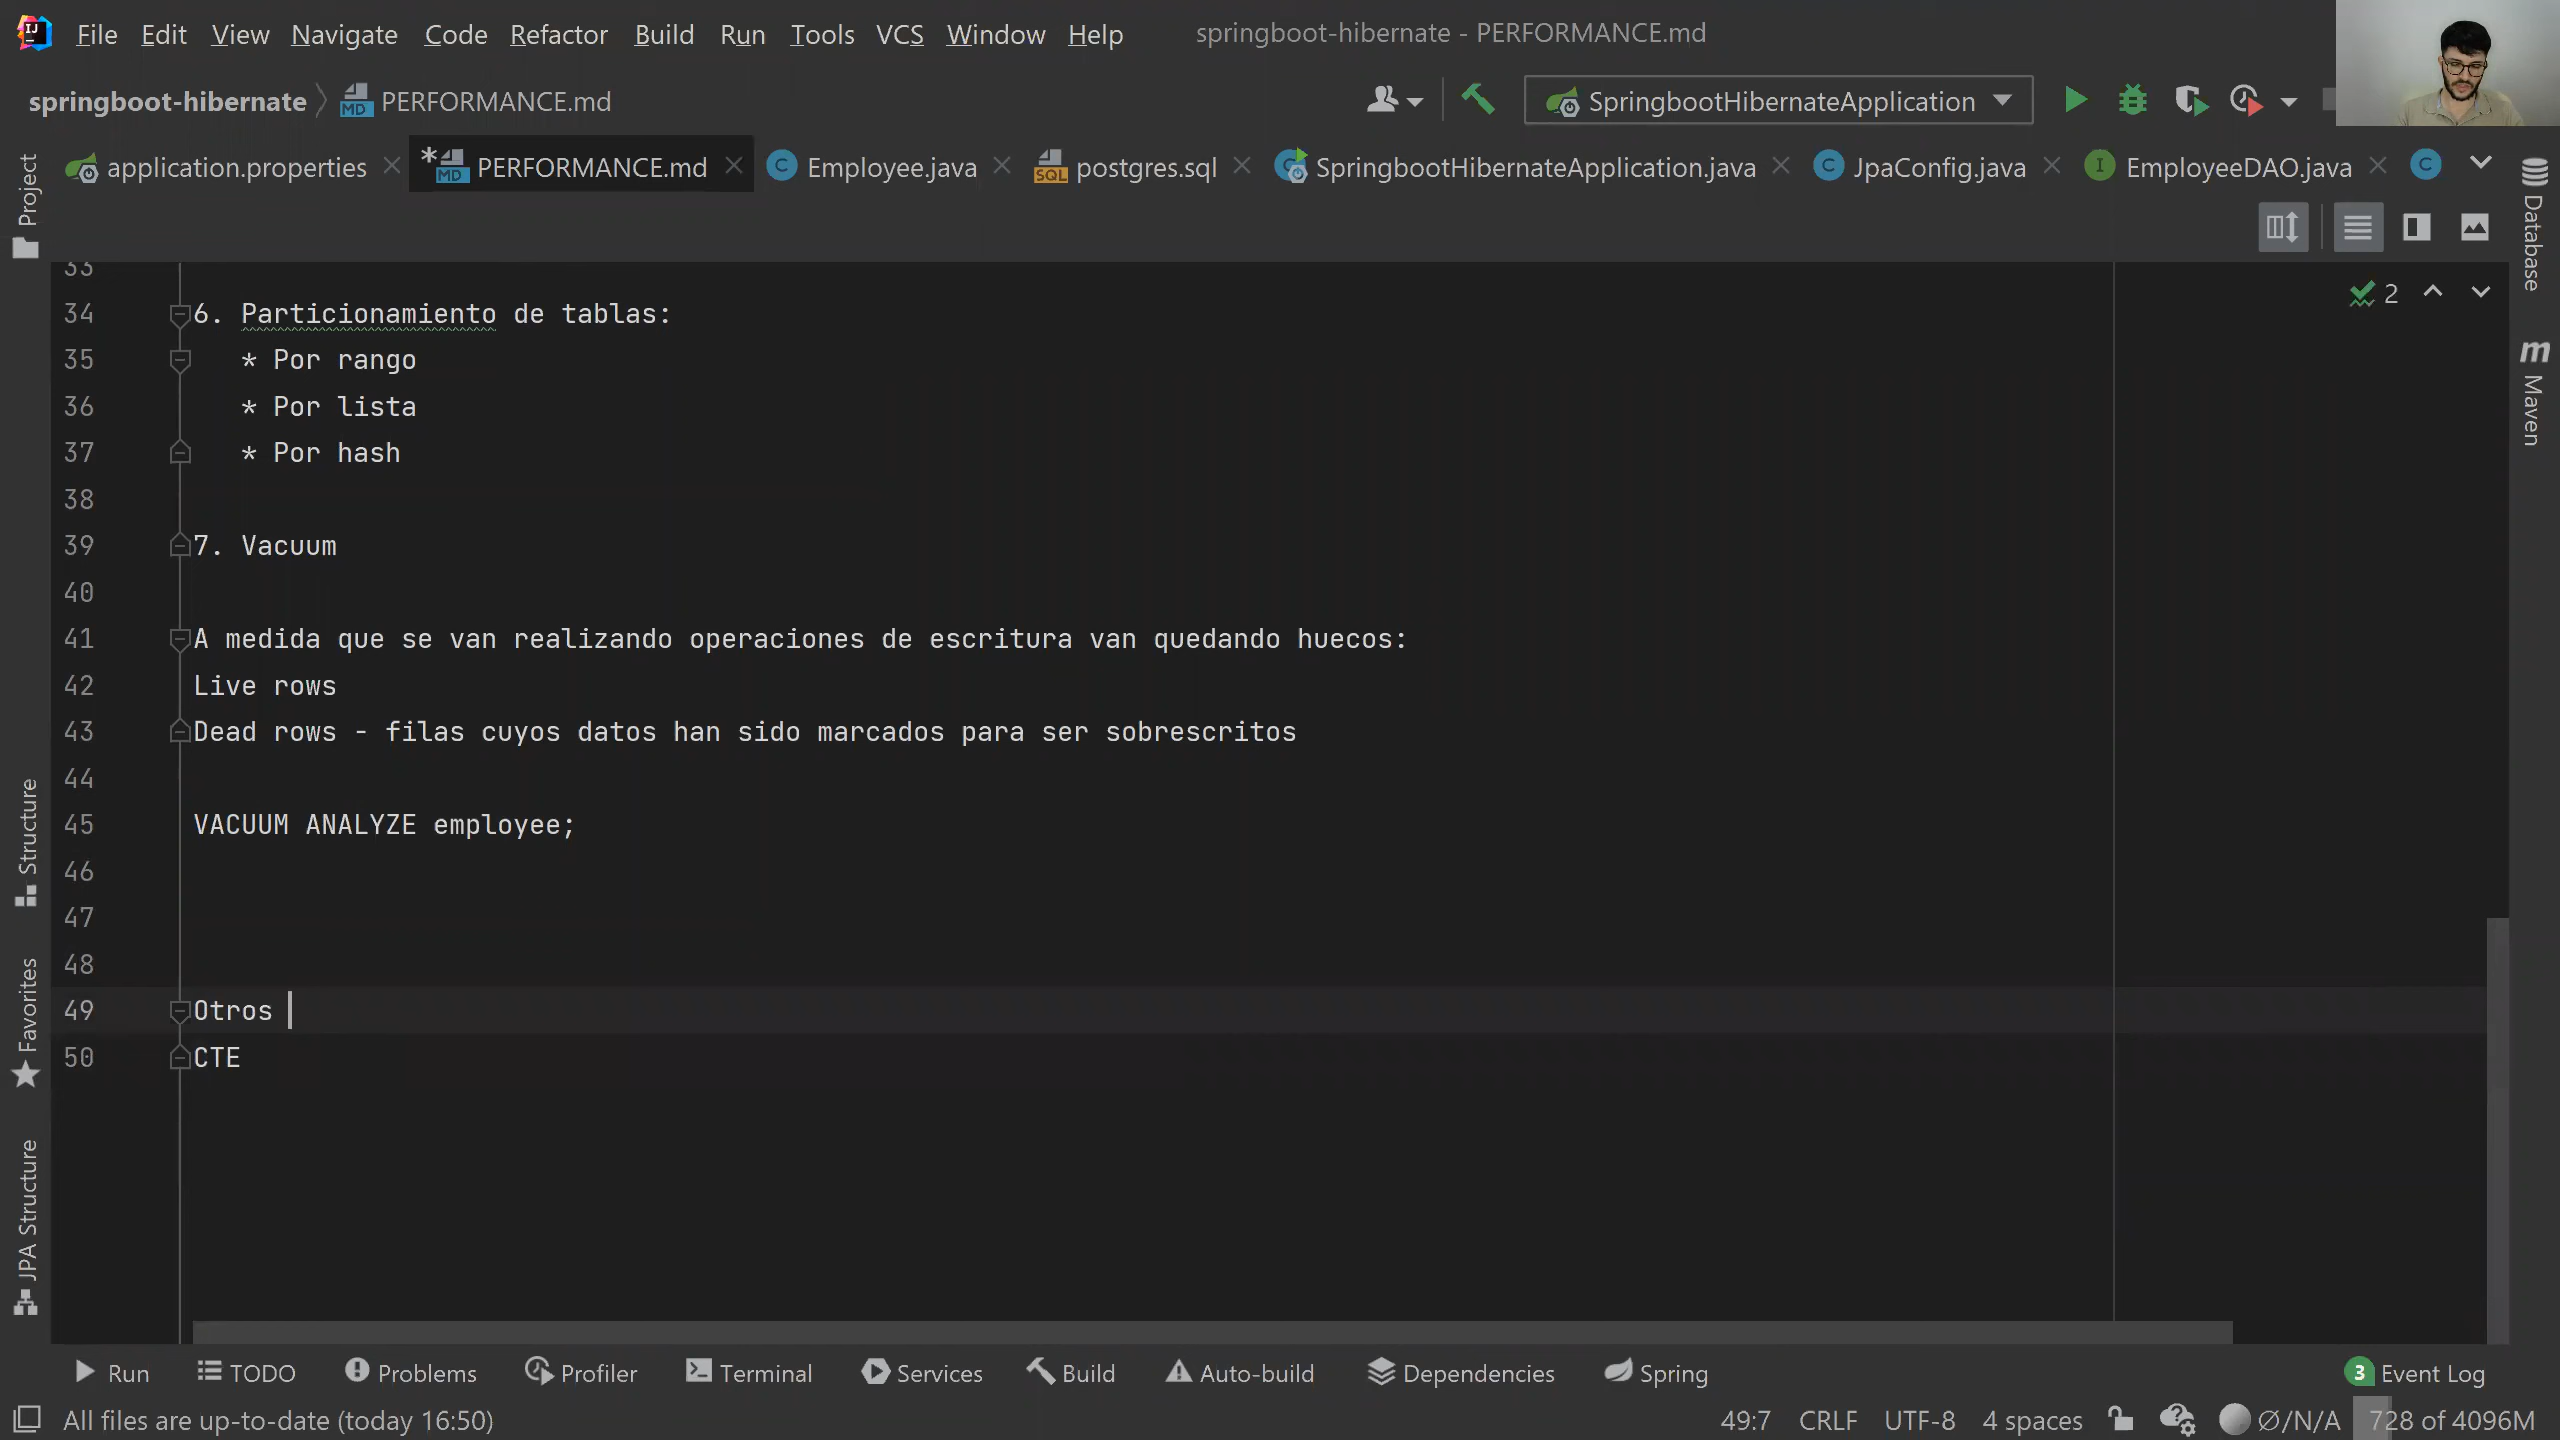 File Edit View Navigate Code Refactor Build Run Tools VCS Window Help springboot-hibernate - PERFORMANCE.md
springboot-hibernate PERFORMANCE.md SpringbootHibernateApplication
application.properties *PERFORMANCE.md Employee.java postgres.sql SpringbootHibernateApplication.java JpaConfig.java EmployeeDAO.java
Project
Structure
Favorites
JPA Structure
Database
Maven
2
33
34 6. Particionamiento de tablas:
35 * Por rango
36 * Por lista
37 * Por hash
38
39 7. Vacuum
40
41 A medida que se van realizando operaciones de escritura van quedando huecos:
42 Live rows
43 Dead rows - filas cuyos datos han sido marcados para ser sobrescritos
44
45 VACUUM ANALYZE employee;
46
47
48
49 Otros
50 CTE
Run TODO Problems Profiler Terminal Services Build Auto-build Dependencies Spring 3 Event Log
All files are up-to-date (today 16:50) 49:7 CRLF UTF-8 4 spaces Ø/N/A 728 of 4096M